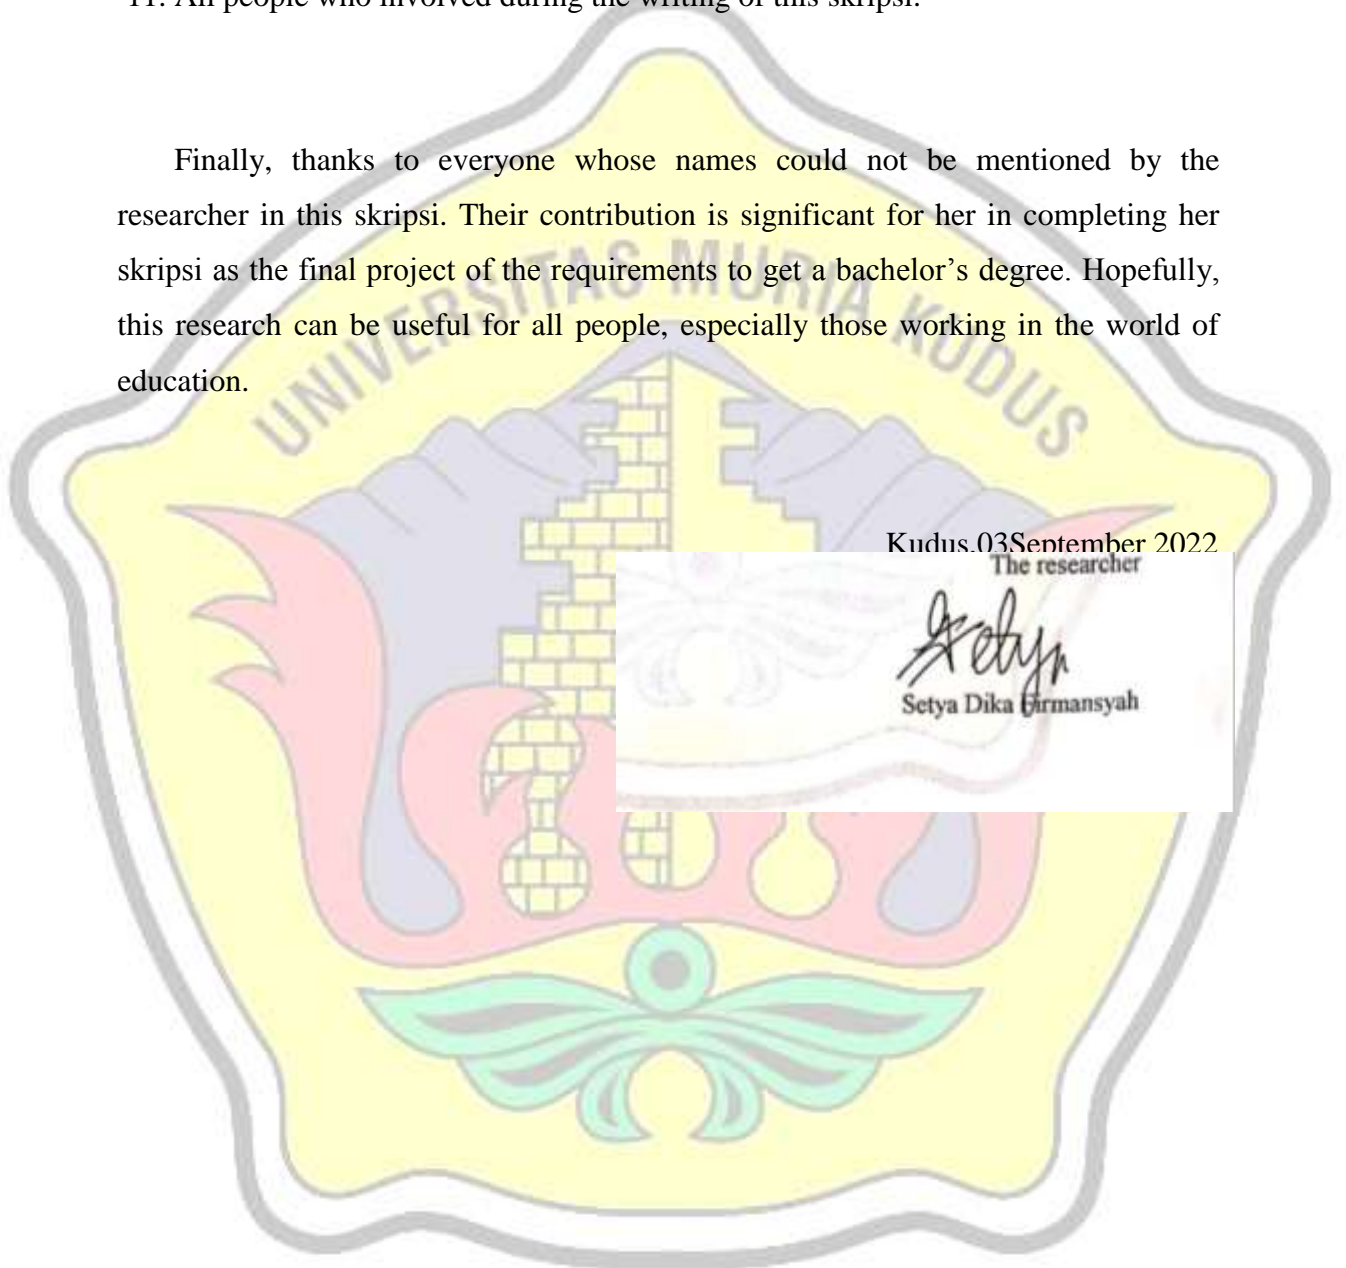 11. All people who involved during the writing of this skripsi.
Finally, thanks to everyone whose names could not be mentioned by the
researcher in this skripsi. Their contribution is significant for her in completing her
skripsi as the final project of the requirements to get a bachelor’s degree. Hopefully,
this research can be useful for all people, especially those working in the world of
education.
UNIVERSITAS MURIA KUDUS
Kudus,03September 2022
The researcher
Setya Dika Firmansyah